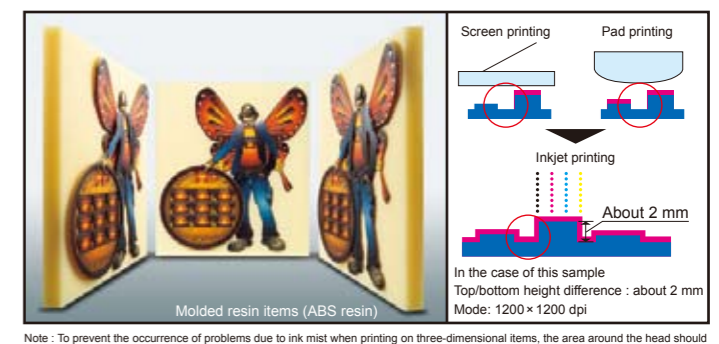 Screen printing
Pad printing
Inkjet printing
About 2 mm
In the case of this sample
Top/bottom height difference : about 2 mm
Mode: 1200 × 1200 dpi
Molded resin items (ABS resin)
Note : To prevent the occurrence of problems due to ink mist when printing on three-dimensional items, the area around the head should